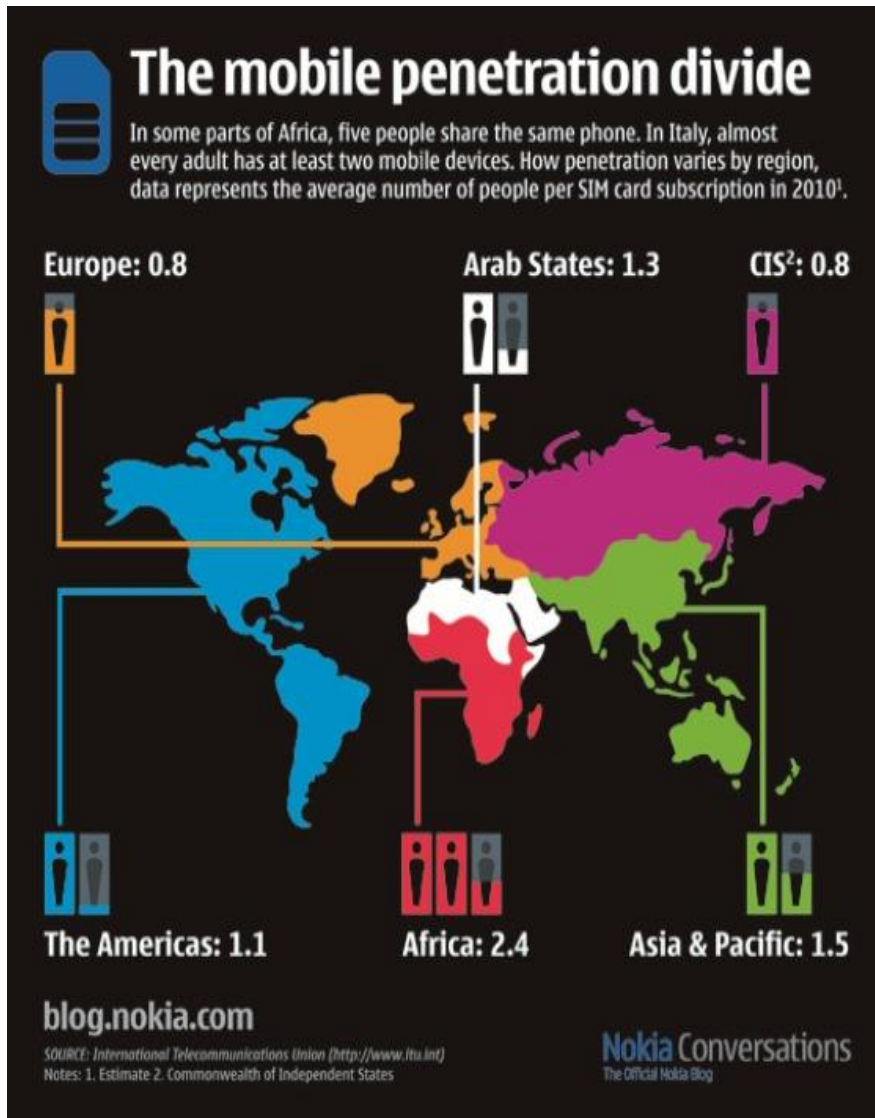 The mobile penetration divide
In some parts of Africa, five people share the same phone. In Italy, almost
every adult has at least two mobile devices. How penetration varies by region,
data represents the average number of people per SIM card subscription in 2010¹.
Europe: 0.8
Arab States: 1.3
CIS²: 0.8
The Americas: 1.1
Africa: 2.4
Asia & Pacific: 1.5
blog.nokia.com
SOURCE: International Telecommunications Union (http://www.itu.int)
Notes: 1. Estimate 2. Commonwealth of Independent States
Nokia Conversations
The Official Nokia Blog